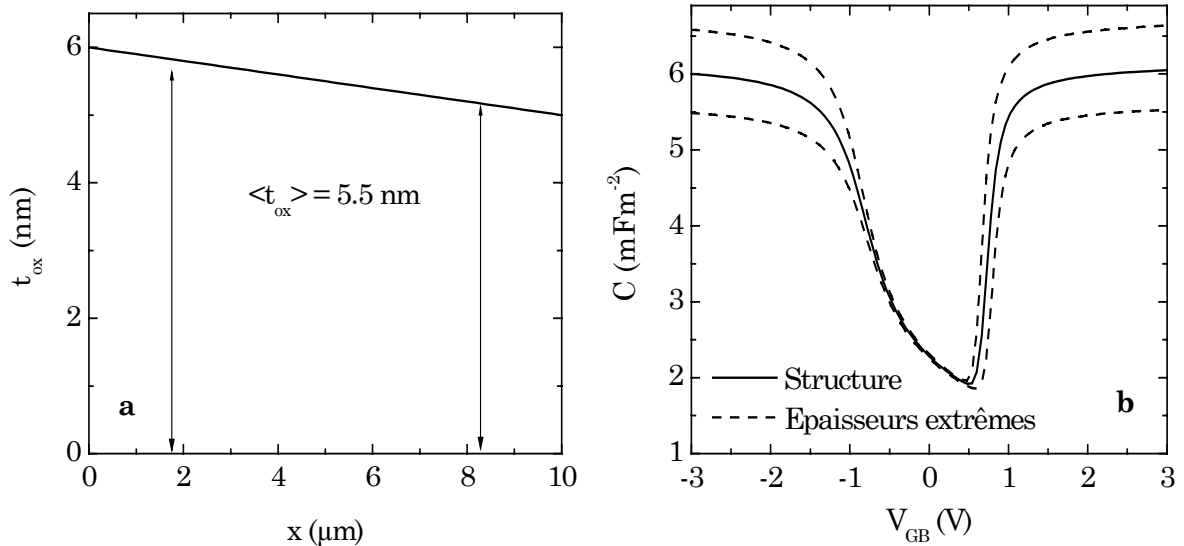 6
4
2
0
t_ox (nm)
<t_ox> = 5.5 nm
a
0 2 4 6 8 10
x (μm)
7
6
5
4
3
2
1
C (mFm⁻²)
Structure
Epaisseurs extrêmes
b
-3 -2 -1 0 1 2 3
V_GB (V)